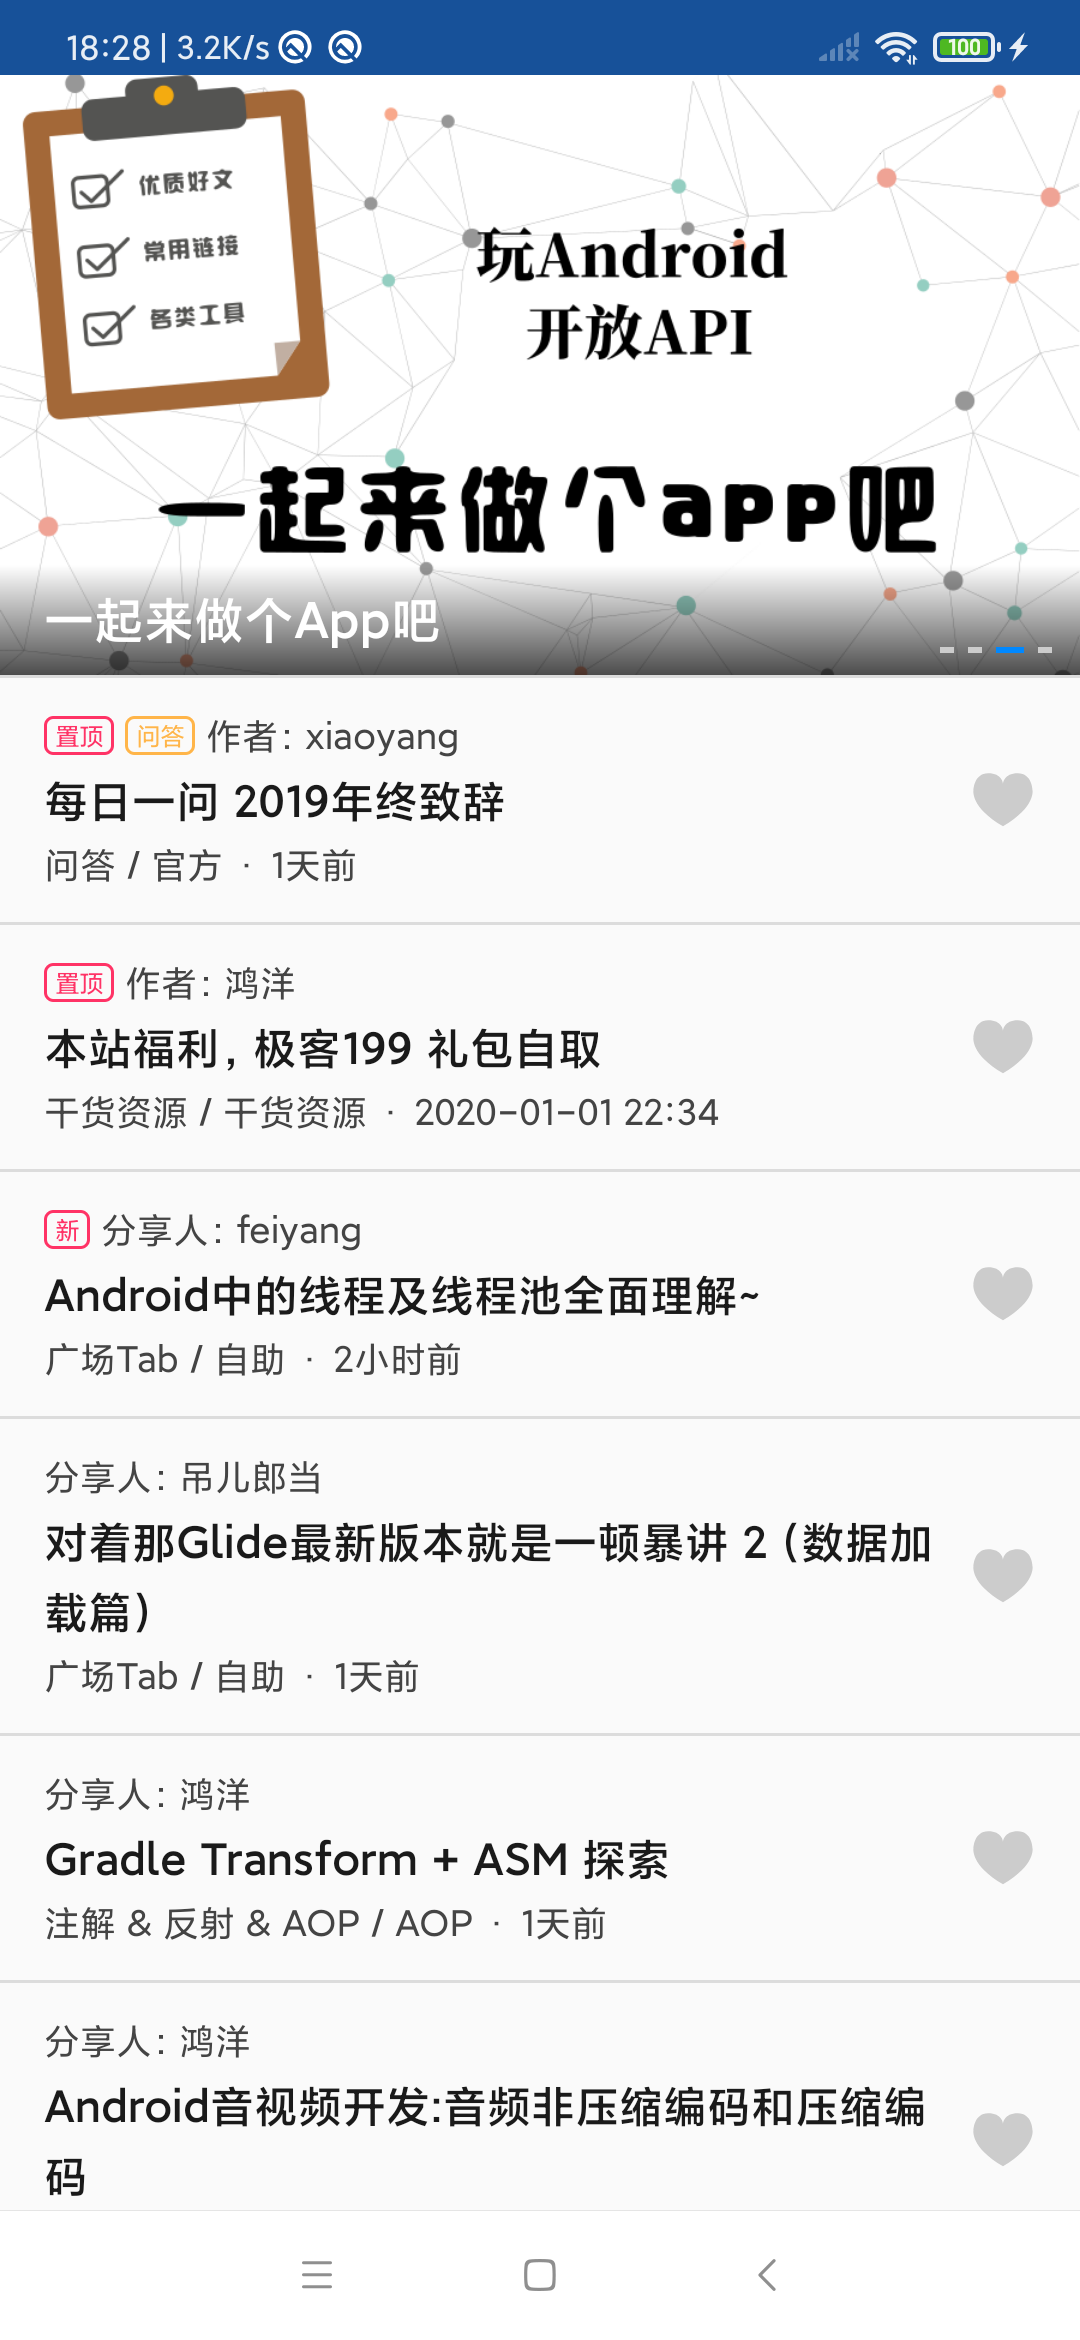 18:28 | 3.2K/s
100
优质好文
常用链接
各类工具
玩Android
开放API
一起来做个app吧
一起来做个App吧
置顶 问答 作者: xiaoyang
每日一问 2019年终致辞
问答 / 官方 · 1天前
置顶 作者: 鸿洋
本站福利, 极客199 礼包自取
干货资源 / 干货资源 · 2020-01-01 22:34
新 分享人: feiyang
Android中的线程及线程池全面理解~
广场Tab / 自助 · 2小时前
分享人: 吊儿郎当
对着那Glide最新版本就是一顿暴讲 2 (数据加
载篇)
广场Tab / 自助 · 1天前
分享人: 鸿洋
Gradle Transform + ASM 探索
注解 & 反射 & AOP / AOP · 1天前
分享人: 鸿洋
Android音视频开发:音频非压缩编码和压缩编
码